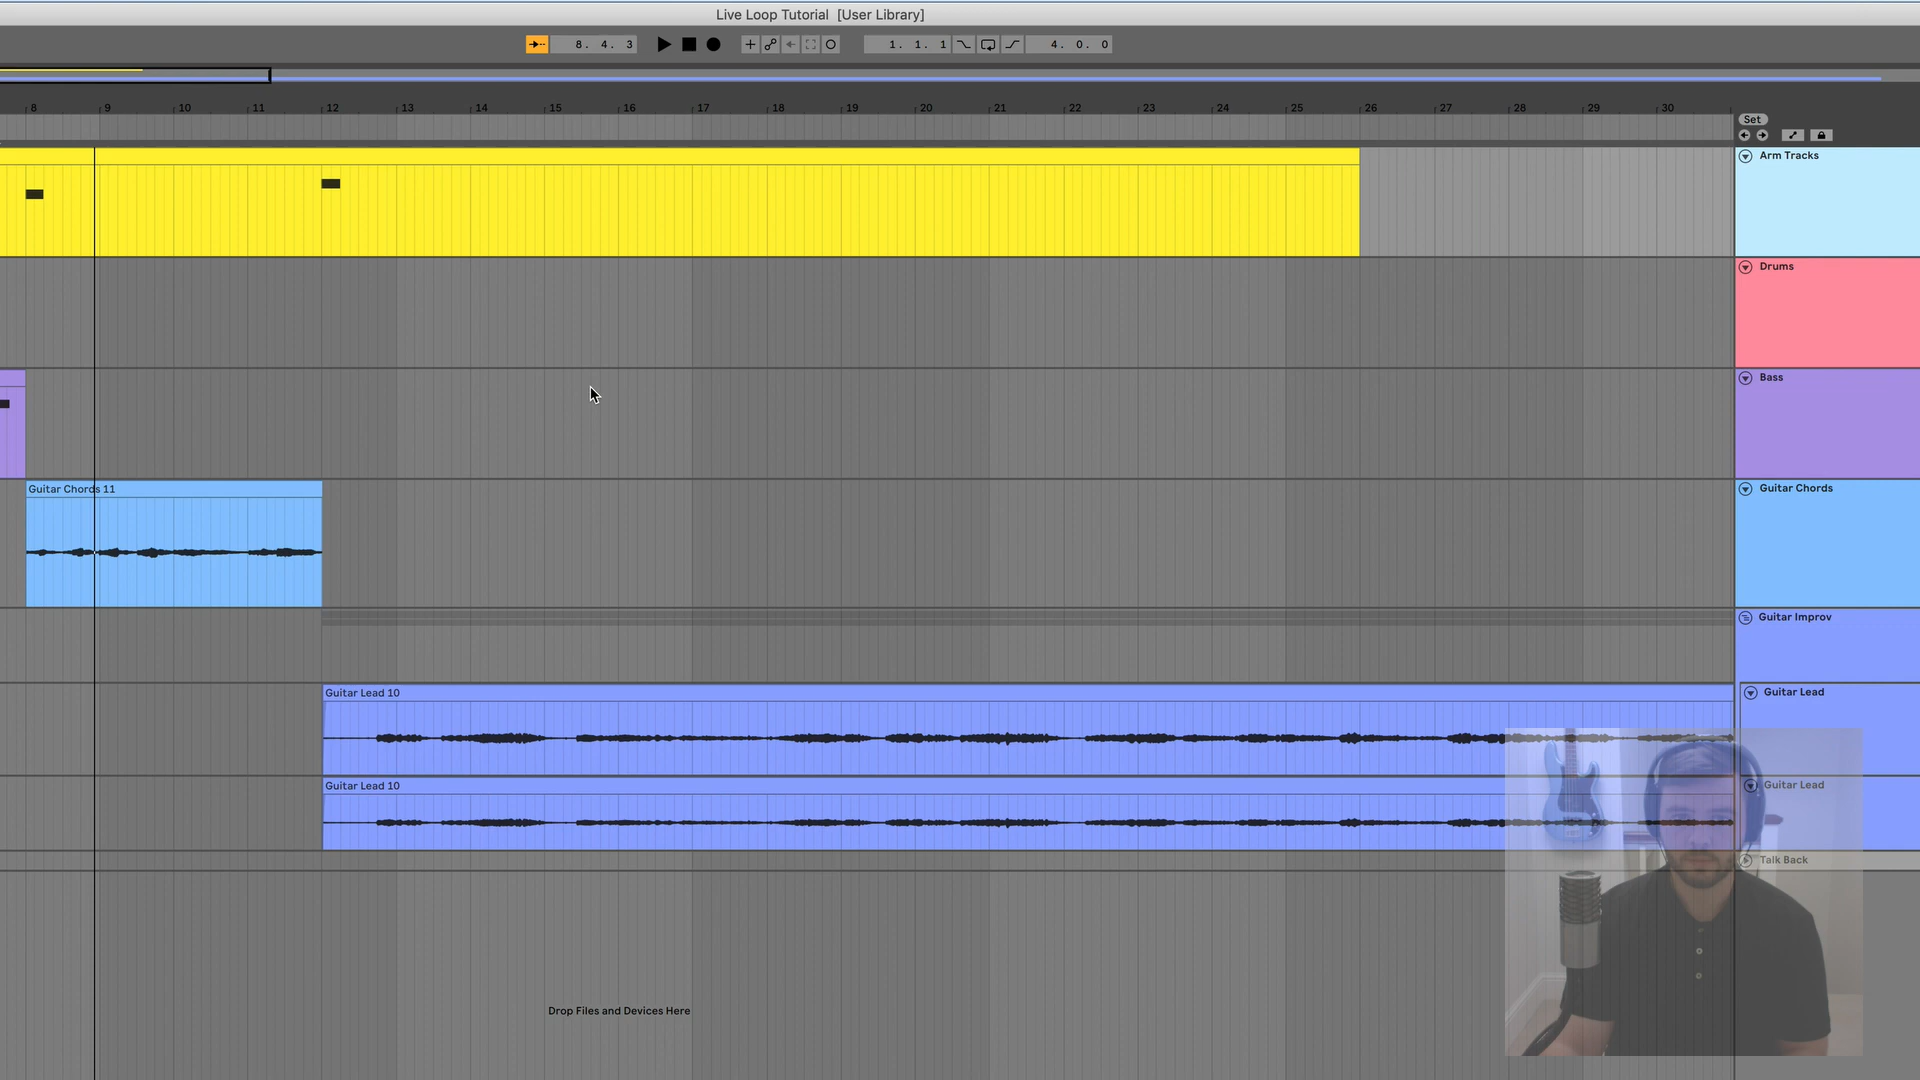 Live Loop Tutorial [User Library]
8. 4. 3
1. 1. 1
4. 0. 0
8 9 10 11 12 13 14 15 16 17 18 19 20 21 22 23 24 25 26 27 28 29 30
Set
Arm Tracks
Drums
Bass
Guitar Chords 11
Guitar Chords
Guitar Improv
Guitar Lead 10
Guitar Lead
Guitar Lead 10
Guitar Lead
Talk Back
Drop Files and Devices Here